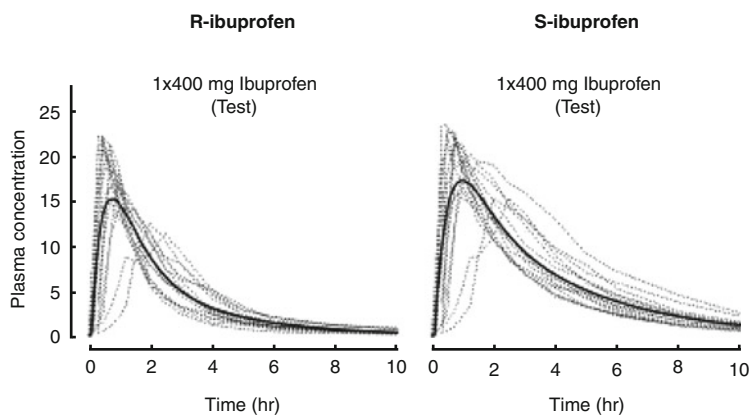 R-ibuprofen
S-ibuprofen
1x400 mg Ibuprofen
(Test)
1x400 mg Ibuprofen
(Test)
Plasma concentration
25
20
15
10
5
0
0 2 4 6 8 10
0 2 4 6 8 10
Time (hr)
Time (hr)